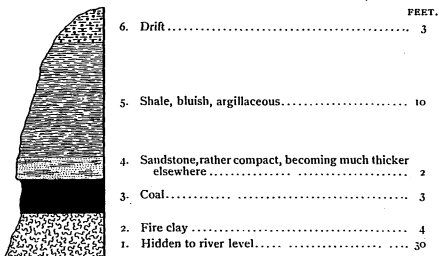 FEET.
6. Drift........................................ 3
5. Shale, bluish, argillaceous........................ 10
4. Sandstone, rather compact, becoming much thicker
elsewhere.................................. 2
3. Coal........................................ 3
2. Fire clay.................................... 4
1. Hidden to river level............................ 30